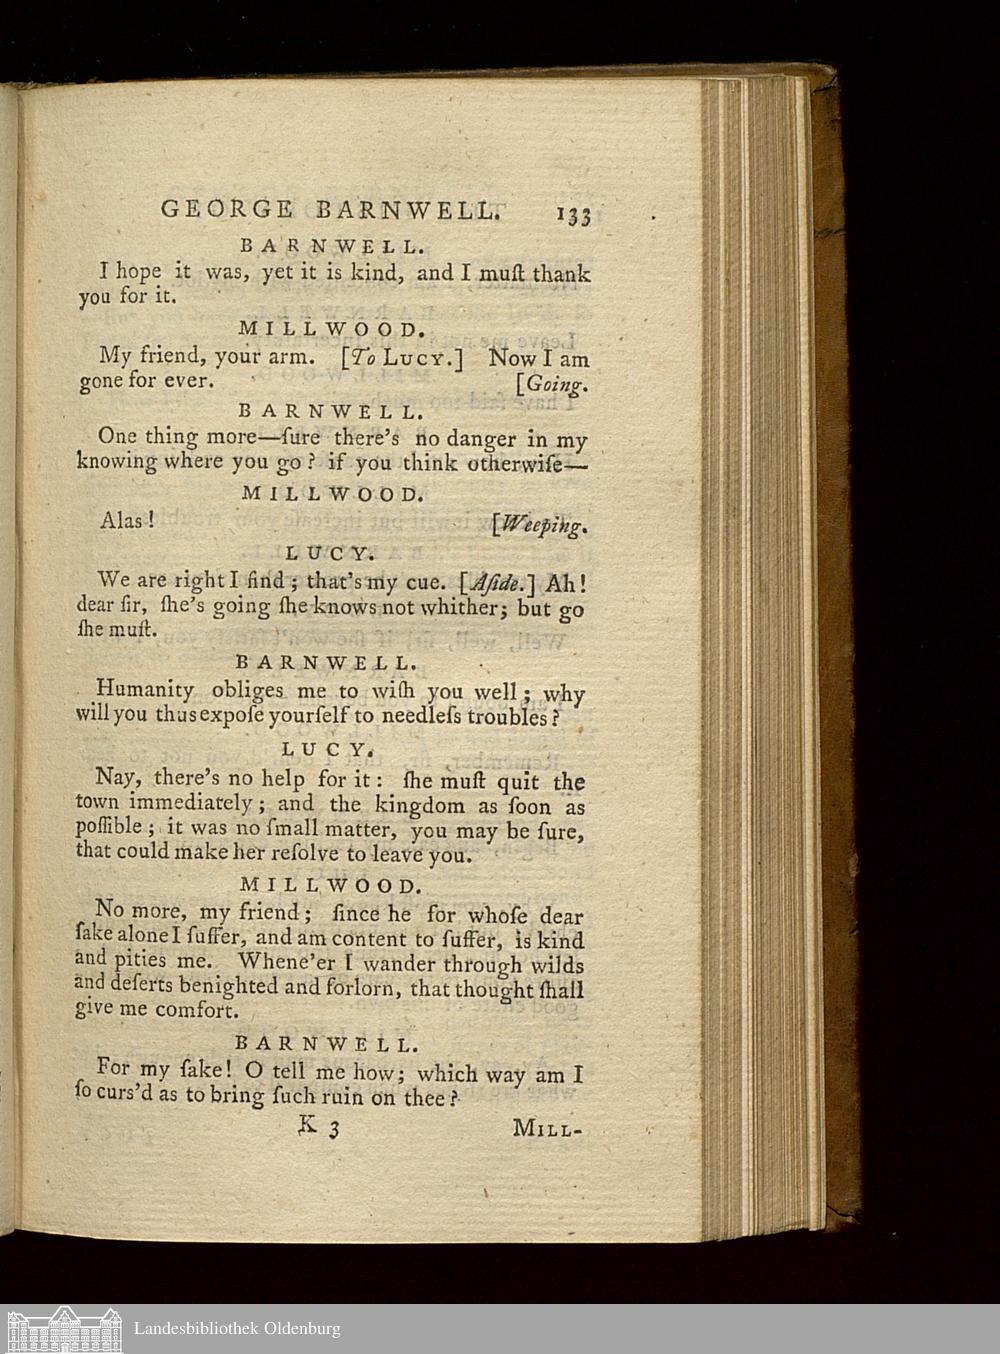 GEORGE BARNWELL. 133
BARNWELL.
I hope it was, yet it is kind, and I muſt thank
you for it.
MILLWOOD.
My friend, your arm. [To LUCY.] Now I am
gone for ever. [Going.
BARNWELL.
One thing more—ſure there's no danger in my
knowing where you go? if you think otherwiſe—
MILLWOOD.
Alas! [Weeping.
LUCY.
We are right I find; that's my cue. [Aſide.] Ah!
dear ſir, ſhe's going ſhe knows not whither; but go
ſhe muſt.
BARNWELL.
Humanity obliges me to wiſh you well; why
will you thus expoſe yourſelf to needleſs troubles?
LUCY.
Nay, there's no help for it: ſhe muſt quit the
town immediately; and the kingdom as ſoon as
poſſible; it was no ſmall matter, you may be ſure,
that could make her reſolve to leave you.
MILLWOOD.
No more, my friend; ſince he for whoſe dear
ſake alone I ſuffer, and am content to ſuffer, is kind
and pities me. Whene'er I wander through wilds
and deſerts benighted and forlorn, that thought ſhall
give me comfort.
BARNWELL.
For my ſake! O tell me how; which way am I
ſo curs'd as to bring ſuch ruin on thee?
K 3 MILL-
Landesbibliothek Oldenburg